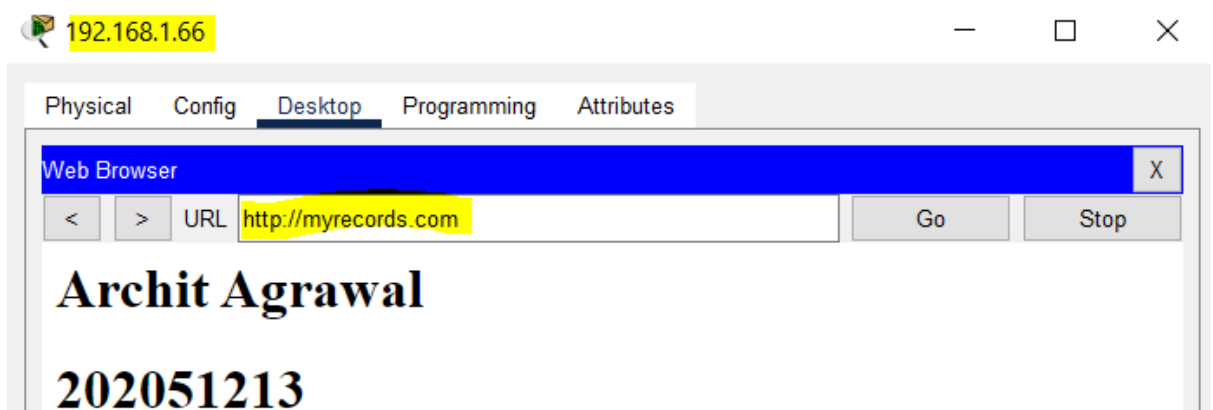 192.168.1.66
Physical Config Desktop Programming Attributes
Web Browser X
< > URL http://myrecords.com Go Stop
Archit Agrawal
202051213